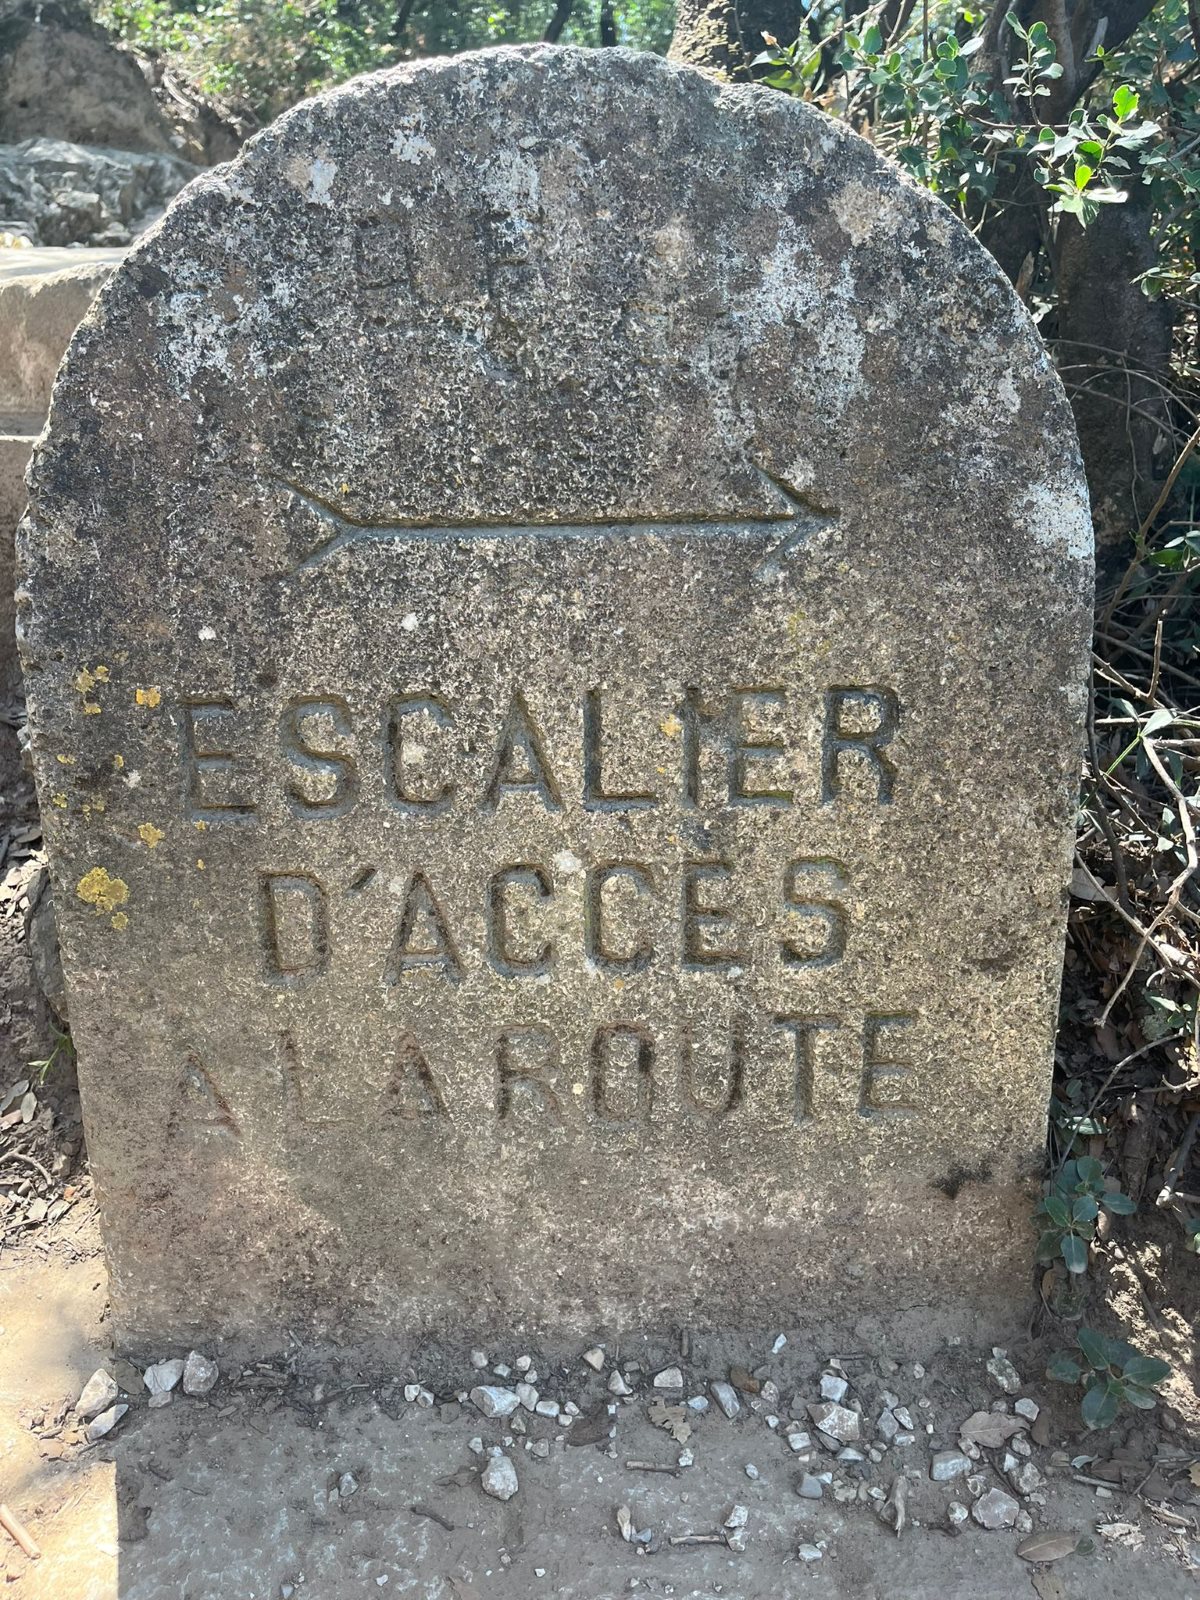 ESCALIER
D'ACCES
A LA ROUTE